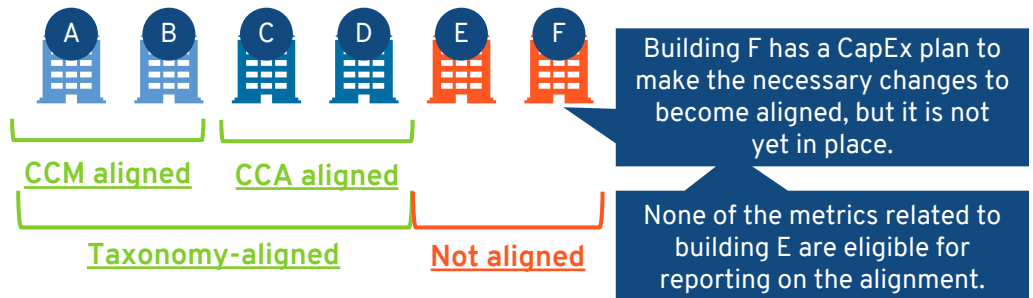 A B C D E F
Building F has a CapEx plan to
make the necessary changes to
become aligned, but it is not
yet in place.
CCM aligned
CCA aligned
Taxonomy-aligned
Not aligned
None of the metrics related to
building E are eligible for
reporting on the alignment.